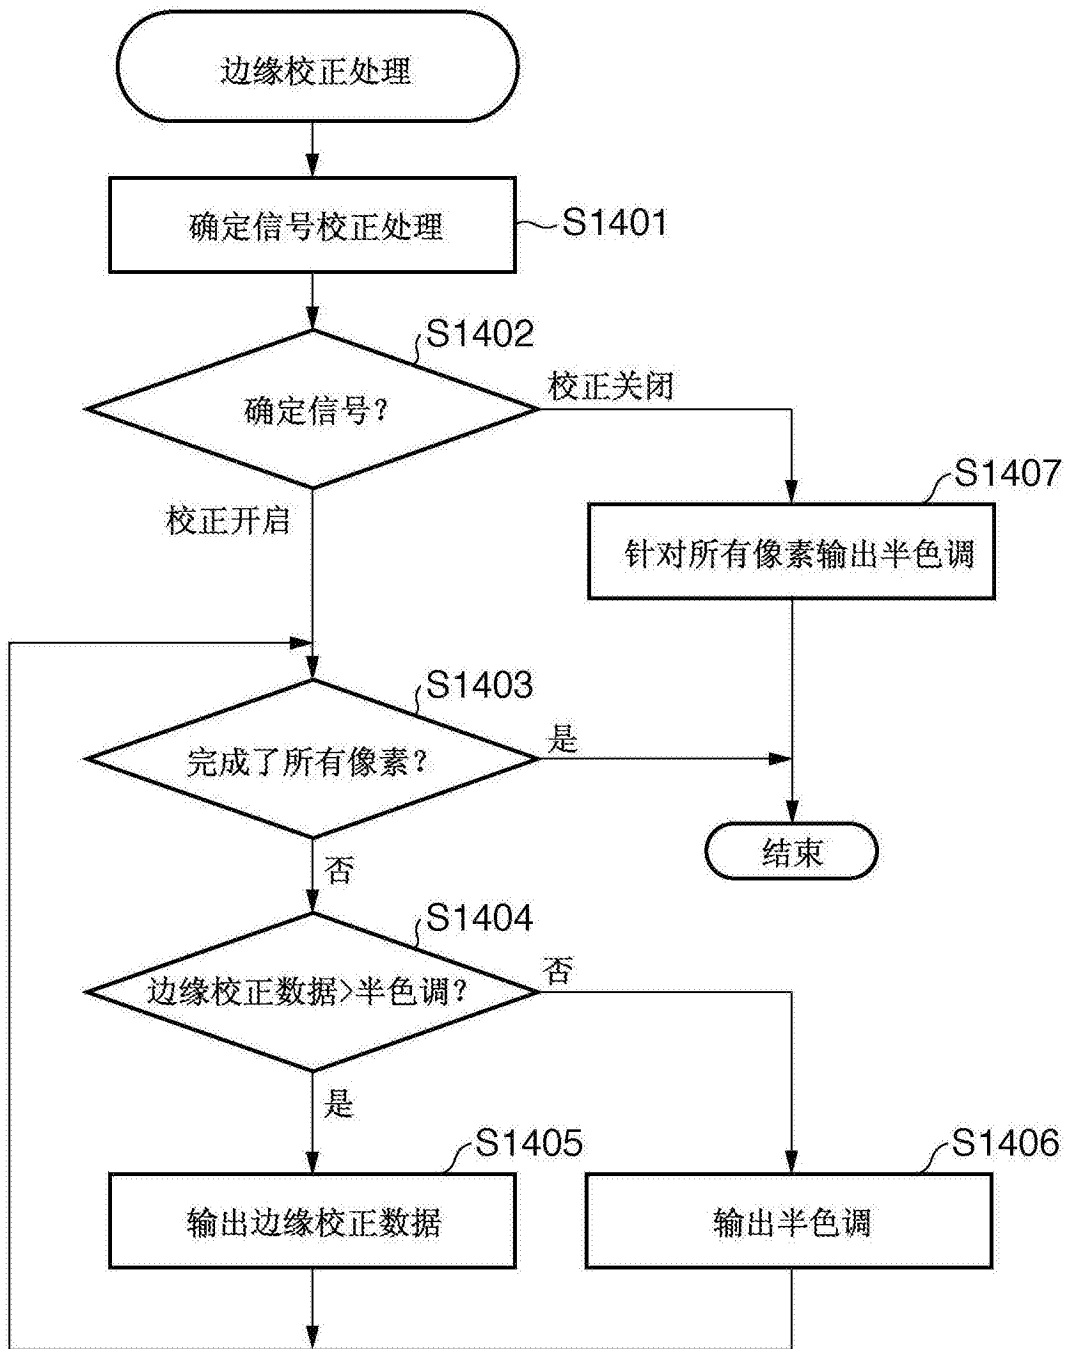 边缘校正处理
确定信号校正处理
S1401
S1402
确定信号?
校正关闭
校正开启
S1407
针对所有像素输出半色调
S1403
完成了所有像素?
是
结束
否
S1404
边缘校正数据>半色调?
否
是
S1405
输出边缘校正数据
S1406
输出半色调